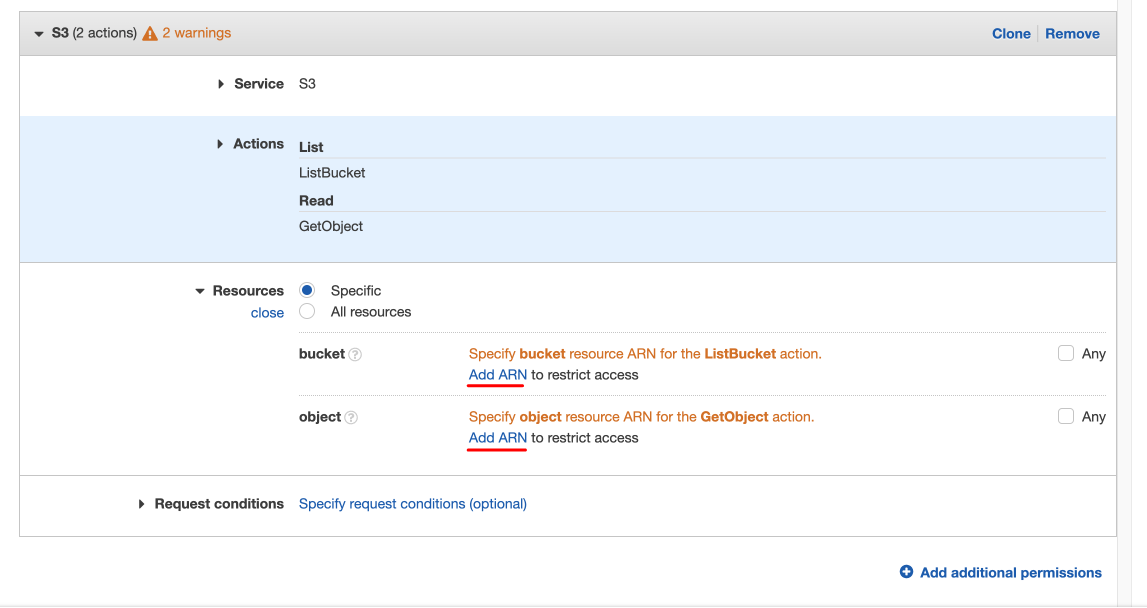 S3 (2 actions) 2 warnings Clone Remove
Service S3
Actions List
ListBucket
Read
GetObject
Resources Specific
close All resources
bucket ? Specify bucket resource ARN for the ListBucket action. Any
Add ARN to restrict access
object ? Specify object resource ARN for the GetObject action. Any
Add ARN to restrict access
Request conditions Specify request conditions (optional)
Add additional permissions